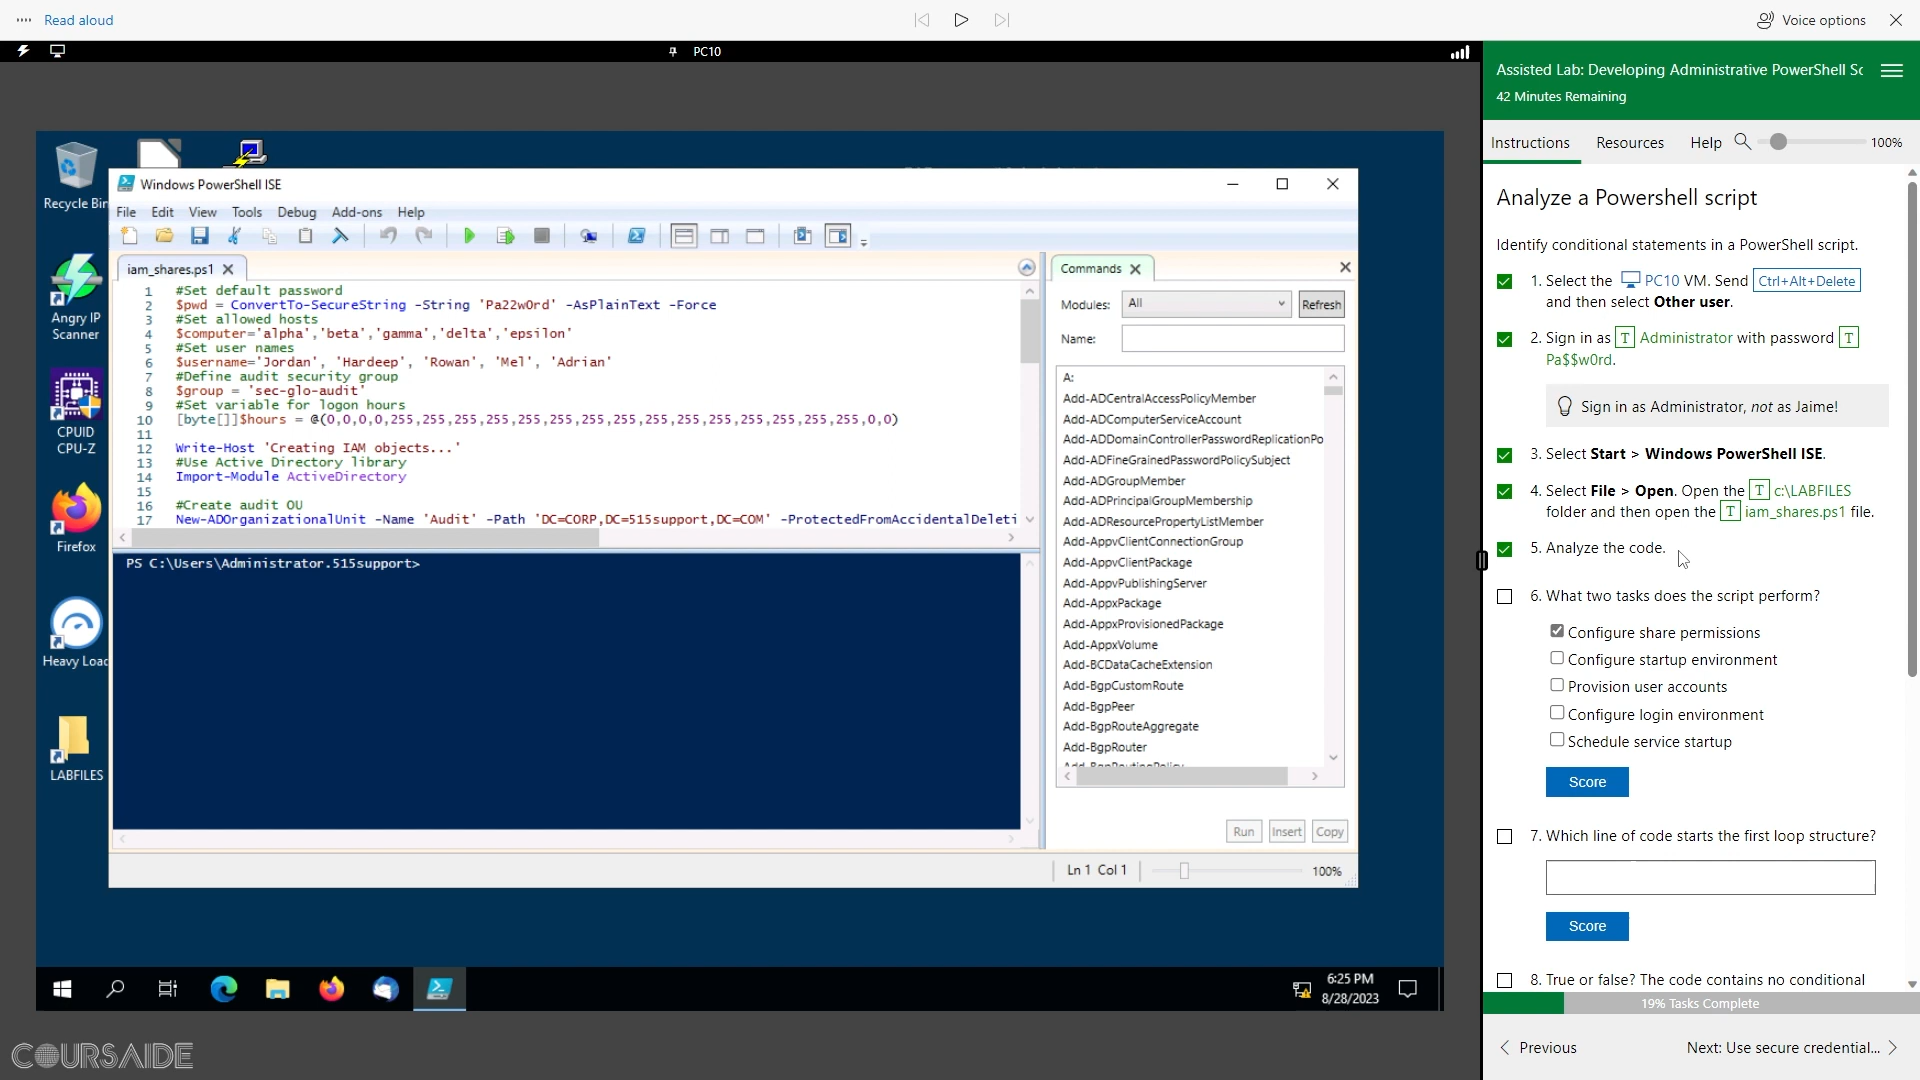 Read aloud
Voice options
PC10
Assisted Lab: Developing Administrative PowerShell Sc
42 Minutes Remaining
Instructions Resources Help 100%
Recycle Bin
Angry IP
Scanner
CPUID
CPU-Z
Firefox
Heavy Load
LABFILES
Windows PowerShell ISE
File Edit View Tools Debug Add-ons Help
iam_shares.ps1
1 #Set default password
2 $pwd = ConvertTo-SecureString -String 'Pa22w0rd' -AsPlainText -Force
3 #Set allowed hosts
4 $computer='alpha','beta','gamma','delta','epsilon'
5 #Set user names
6 $username='Jordan', 'Hardeep', 'Rowan', 'Mel', 'Adrian'
7 #Define audit security group
8 $group = 'sec-glo-audit'
9 #Set variable for logon hours
10 [byte[]]$hours = @(0,0,0,0,255,255,255,255,255,255,255,255,255,255,255,255,255,255,255,0,0)
11
12 Write-Host 'Creating IAM objects...'
13 #Use Active Directory library
14 Import-Module ActiveDirectory
15
16 #Create audit OU
17 New-ADOrganizationalUnit -Name 'Audit' -Path 'DC=CORP,DC=515support,DC=COM' -ProtectedFromAccidentalDeleti
PS C:\Users\Administrator.515support>
Commands
Modules: All Refresh
Name:
A:
Add-ADCentralAccessPolicyMember
Add-ADComputerServiceAccount
Add-ADDomainControllerPasswordReplicationPo
Add-ADFineGrainedPasswordPolicySubject
Add-ADGroupMember
Add-ADPrincipalGroupMembership
Add-ADResourcePropertyListMember
Add-AppvClientConnectionGroup
Add-AppvClientPackage
Add-AppvPublishingServer
Add-AppxPackage
Add-AppxProvisionedPackage
Add-AppxVolume
Add-BCDataCacheExtension
Add-BgpCustomRoute
Add-BgpPeer
Add-BgpRouteAggregate
Add-BgpRouter
Add-BgpRoutingPolicy
Run Insert Copy
Ln 1 Col 1 100%
6:25 PM
8/28/2023
COURSAIDE
Analyze a Powershell script
Identify conditional statements in a PowerShell script.
1. Select the PC10 VM. Send Ctrl+Alt+Delete
and then select Other user.
2. Sign in as T Administrator with password T
Pa$$w0rd.
Sign in as Administrator, not as Jaime!
3. Select Start > Windows PowerShell ISE.
4. Select File > Open. Open the T c:\LABFILES
folder and then open the T iam_shares.ps1 file.
5. Analyze the code.
6. What two tasks does the script perform?
Configure share permissions
Configure startup environment
Provision user accounts
Configure login environment
Schedule service startup
Score
7. Which line of code starts the first loop structure?
Score
8. True or false? The code contains no conditional
19% Tasks Complete
Previous
Next: Use secure credential...